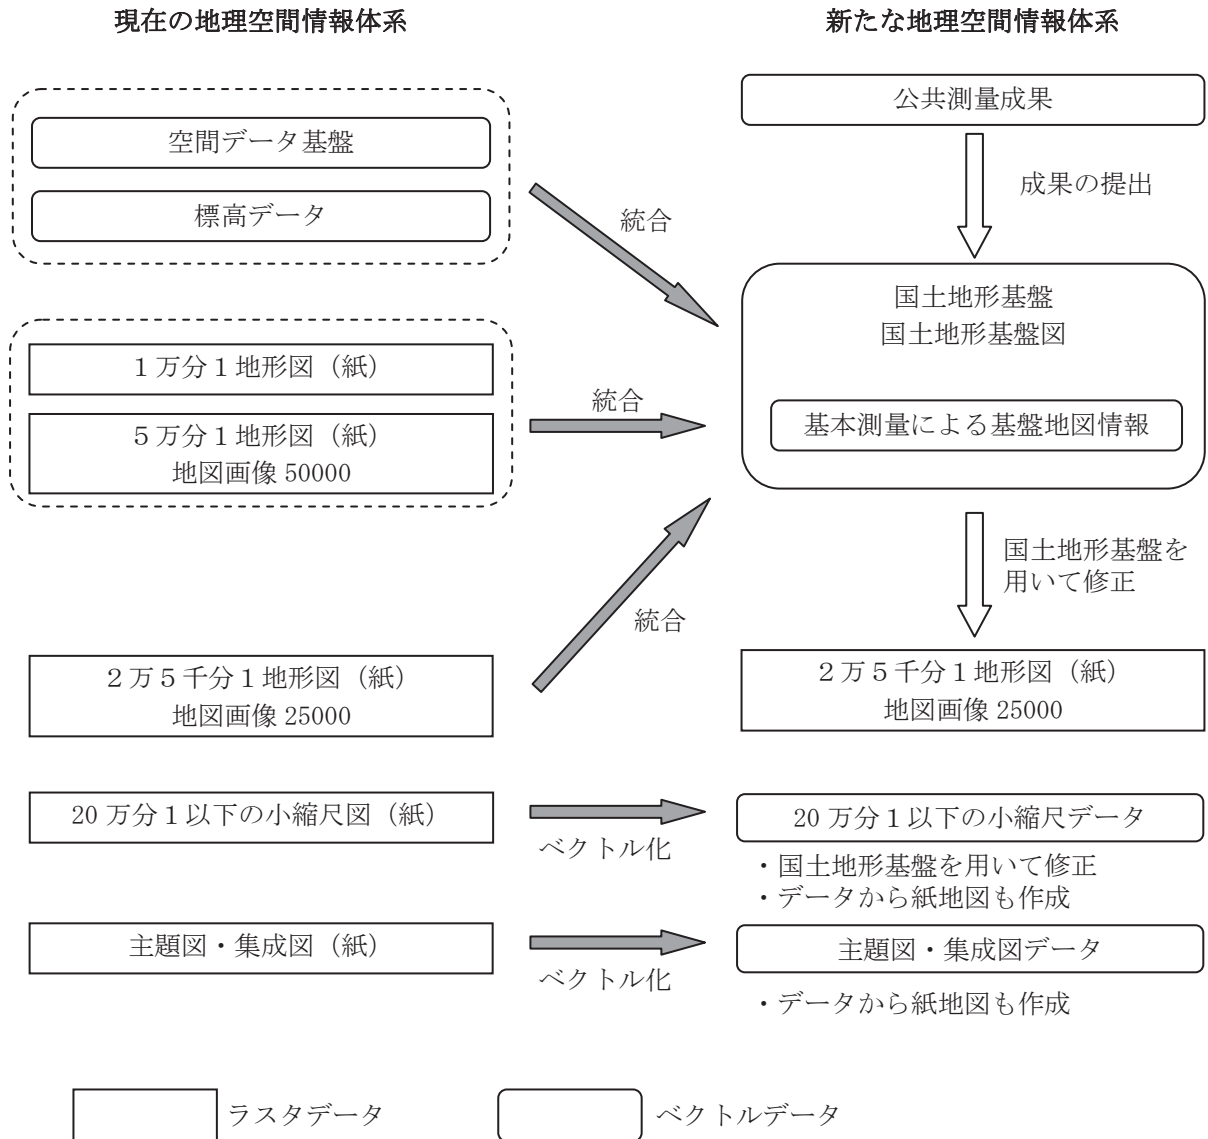 現在の地理空間情報体系
新たな地理空間情報体系
空間データ基盤
標高データ
統合
１万分１地形図（紙）
５万分１地形図（紙）
地図画像 50000
統合
２万５千分１地形図（紙）
地図画像 25000
統合
20 万分１以下の小縮尺図（紙）
ベクトル化
主題図・集成図（紙）
ベクトル化
公共測量成果
成果の提出
国土地形基盤
国土地形基盤図
基本測量による基盤地図情報
国土地形基盤を
用いて修正
２万５千分１地形図（紙）
地図画像 25000
20 万分１以下の小縮尺データ
・国土地形基盤を用いて修正
・データから紙地図も作成
主題図・集成図データ
・データから紙地図も作成
ラスタデータ
ベクトルデータ